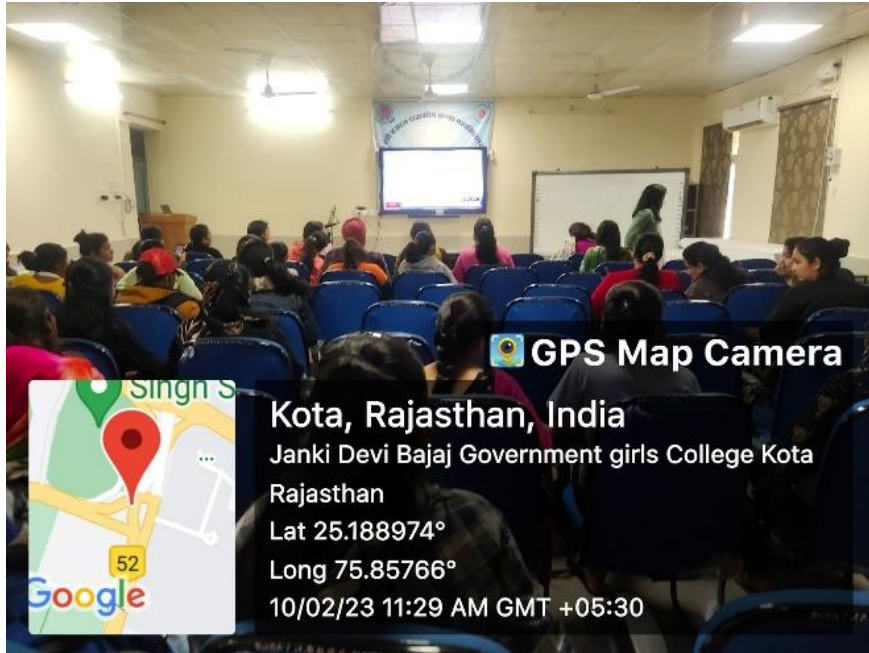 GPS Map Camera
Singh S
52
Google
Kota, Rajasthan, India
Janki Devi Bajaj Government girls College Kota
Rajasthan
Lat 25.188974°
Long 75.85766°
10/02/23 11:29 AM GMT +05:30